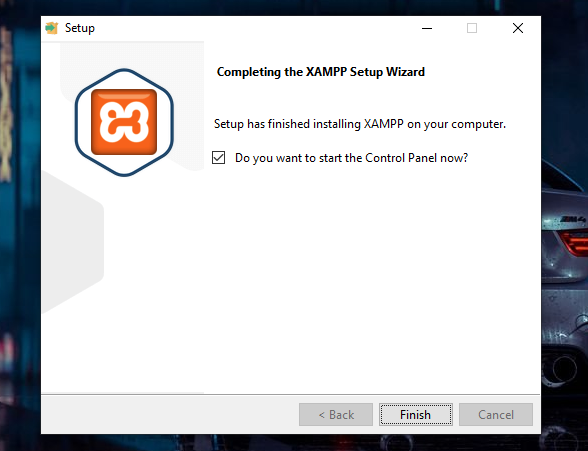 Setup
Completing the XAMPP Setup Wizard
Setup has finished installing XAMPP on your computer.
Do you want to start the Control Panel now?
M4
< Back
Finish
Cancel